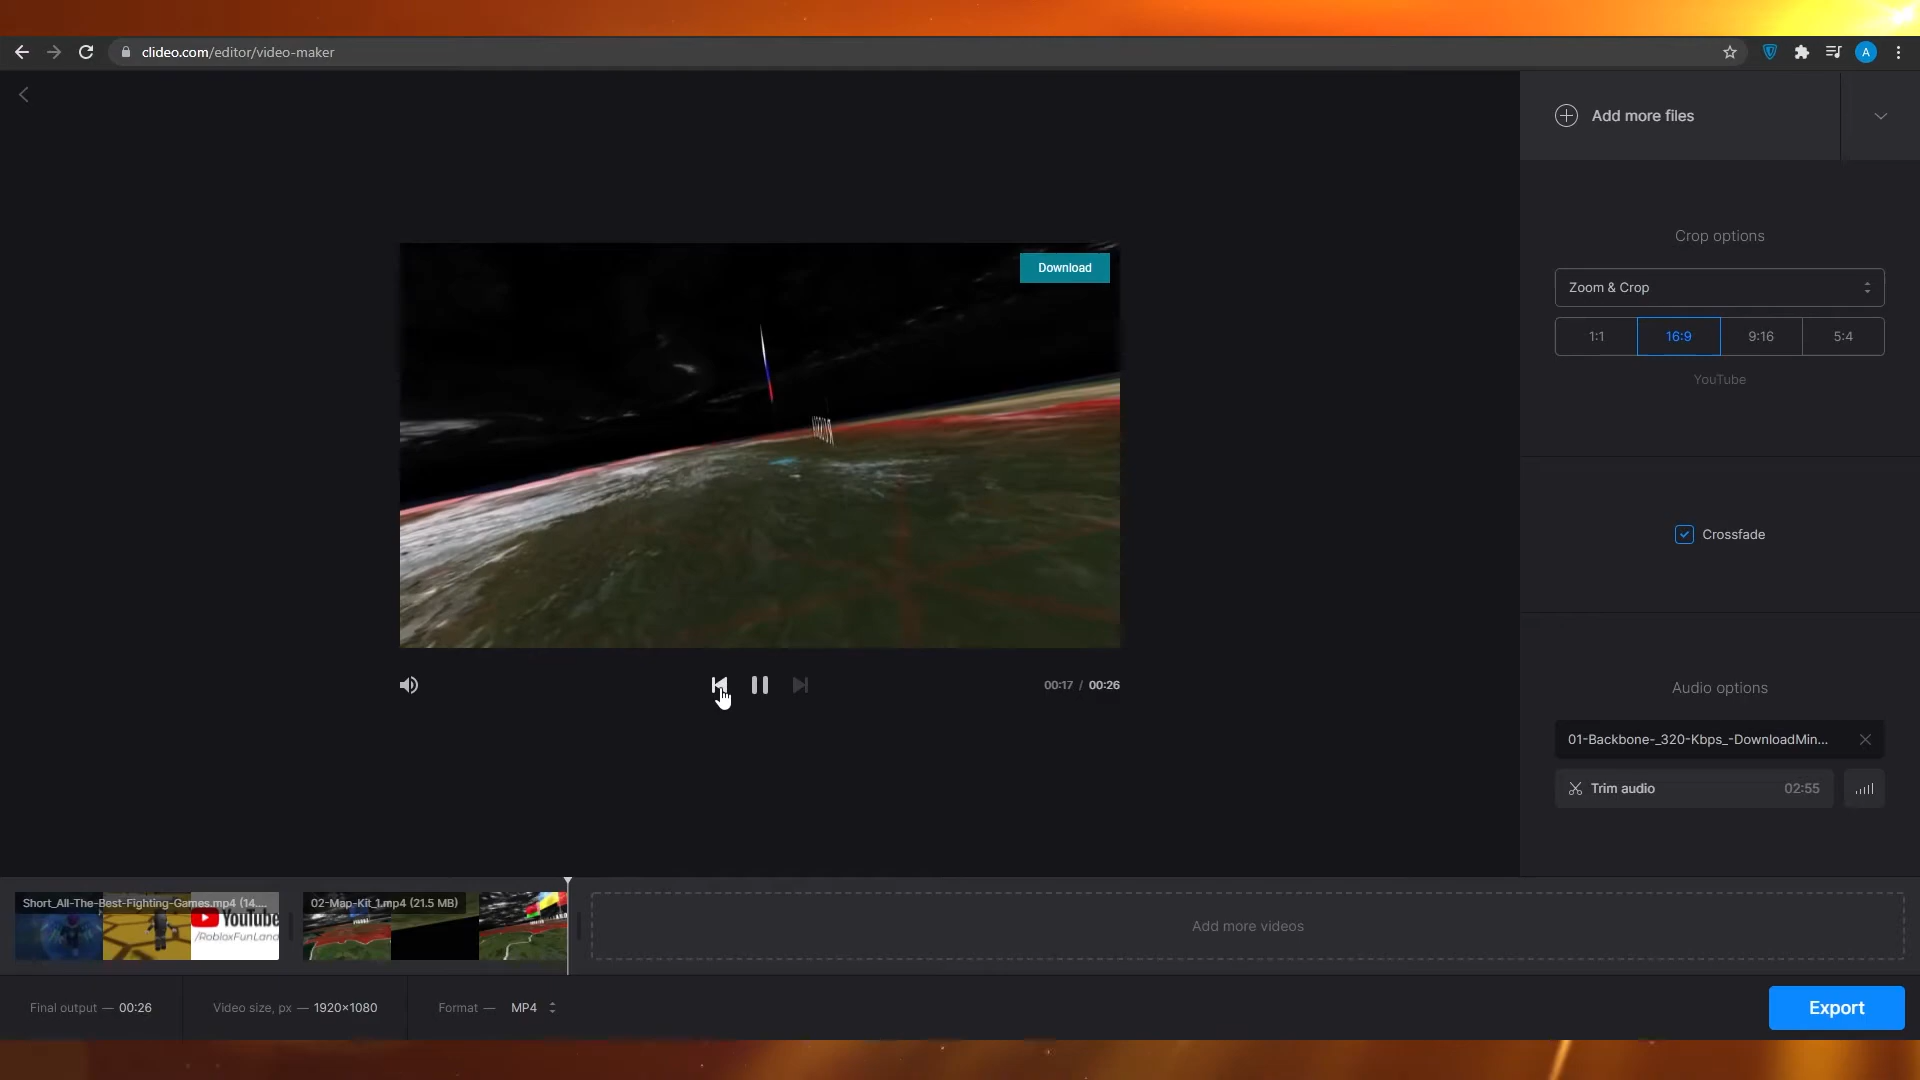 clideo.com/editor/video-maker
A
Add more files
Download
Crop options
Zoom & Crop
1:1
16:9
9:16
5:4
YouTube
Crossfade
00:17 / 00:26
Audio options
01-Backbone-_320-Kbps_-DownloadMin...
Trim audio
02:55
Short_All-The-Best-Fighting-Games.mp4 (14....
YouTube
/RobloxFunLand
02-Map-Kit_1.mp4 (21.5 MB)
Add more videos
Final output — 00:26
Video size, px — 1920×1080
Format — MP4
Export